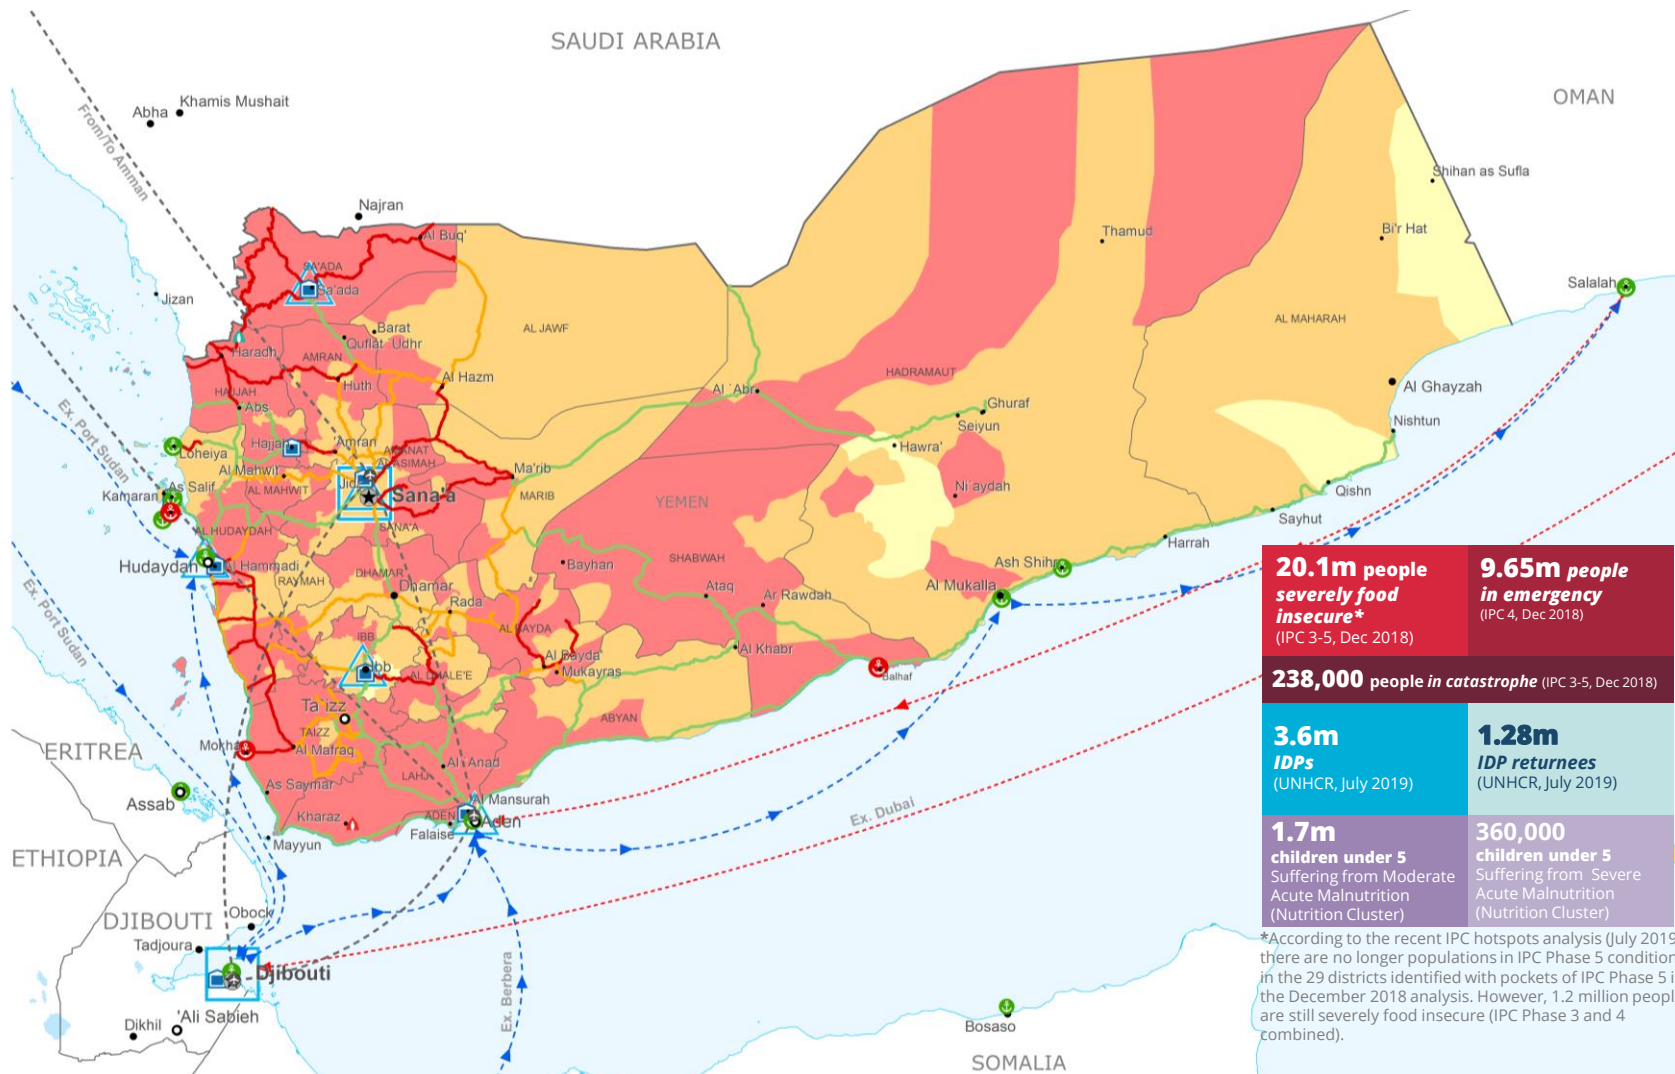 SAUDI ARABIA
OMAN
Khamis Mushait
Abha
From/To Amman
Najran
Shihan as Sufla
Al Buq'
Thamud
Bi'r Hat
SA'ADA
Sa'ada
Jizan
Salalah
Barat
AL JAWF
AL MAHARAH
Quflat `Udhr
Haradh
AMRAN
HADRAMAUT
Huth
Al Hazm
Al Ghayzah
HAJJAH
Al `Abr
Abs
Ghuraf
Seiyun
Nishtun
Ex. Port Sudan
Hajjah
'Amran
Hawra'
Loheiya
AMANAT
AL ASIMAH
Al Mahwit
Ma'rib
As Salif
Kamaran
AL MAHWIT
Sana'a
MARIB
YEMEN
Ni`aydah
Qishn
AL HUDAYDAH
SANA'A
Sayhut
Harrah
Hudaydah
Al Hammadi
RAYMAH
DHAMAR
Bayhan
SHABWAH
Ash Shihr
Ex. Port Sudan
Dhamar
Rada
Ataq
Ar Rawdah
Al Mukalla
AL BAYDA
IBB
Ibb
Al Bayda'
Mukayras
AL DHALE'E
Al Khabr
Balhaf
Ta`izz
TAIZZ
ABYAN
Mokha
Al Mafraq
ERITREA
LAHJ
Al `Anad
As Saymar
Assab
Al Mansurah
Kharaz
ADEN
Aden
Falaise
Ex. Dubai
Mayyun
ETHIOPIA
DJIBOUTI
Obock
Tadjoura
Djibouti
Ex. Berbera
'Ali Sabieh
Dikhil
Bosaso
SOMALIA
20.1m people
severely food
insecure*
(IPC 3-5, Dec 2018)
9.65m people
in emergency
(IPC 4, Dec 2018)
238,000 people in catastrophe (IPC 3-5, Dec 2018)
3.6m
IDPs
(UNHCR, July 2019)
1.28m
IDP returnees
(UNHCR, July 2019)
1.7m
children under 5
Suffering from Moderate
Acute Malnutrition
(Nutrition Cluster)
360,000
children under 5
Suffering from Severe
Acute Malnutrition
(Nutrition Cluster)
*According to the recent IPC hotspots analysis (July 2019
there are no longer populations in IPC Phase 5 condition
in the 29 districts identified with pockets of IPC Phase 5 i
the December 2018 analysis. However, 1.2 million peopl
are still severely food insecure (IPC Phase 3 and 4
combined).